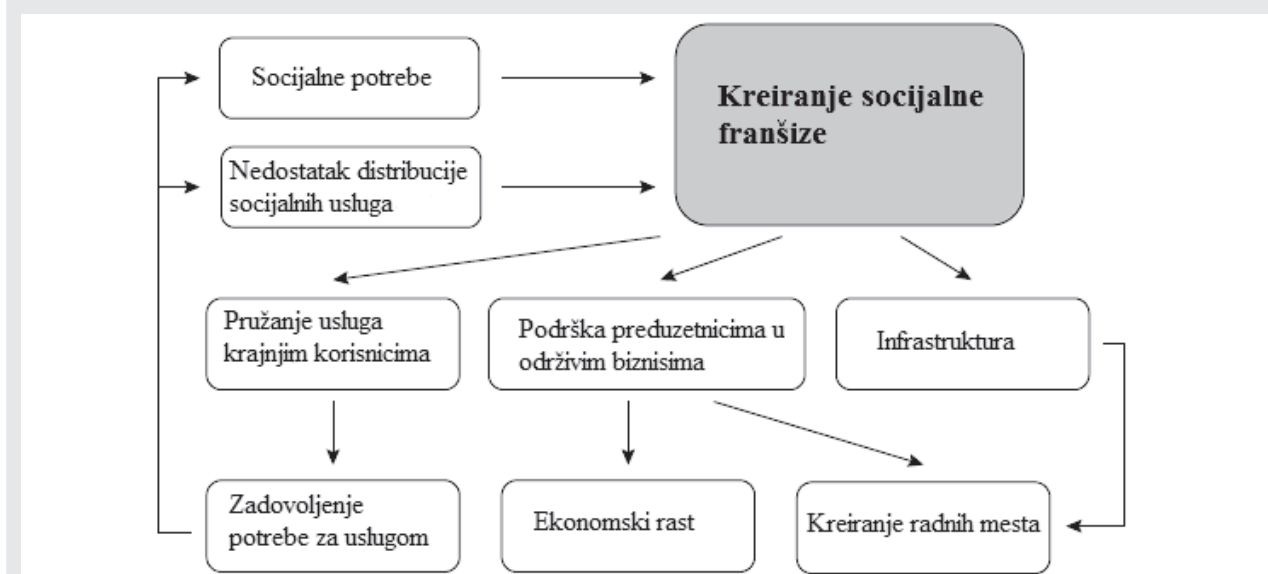 Socijalne potrebe
Kreiranje socijalne
franšize
Nedostatak distribucije
socijalnih usluga
Pružanje usluga
krajnjim korisnicima
Podrška preduzetnicima u
održivim biznisima
Infrastruktura
Zadovoljenje
potrebe za uslugom
Ekonomski rast
Kreiranje radnih mesta